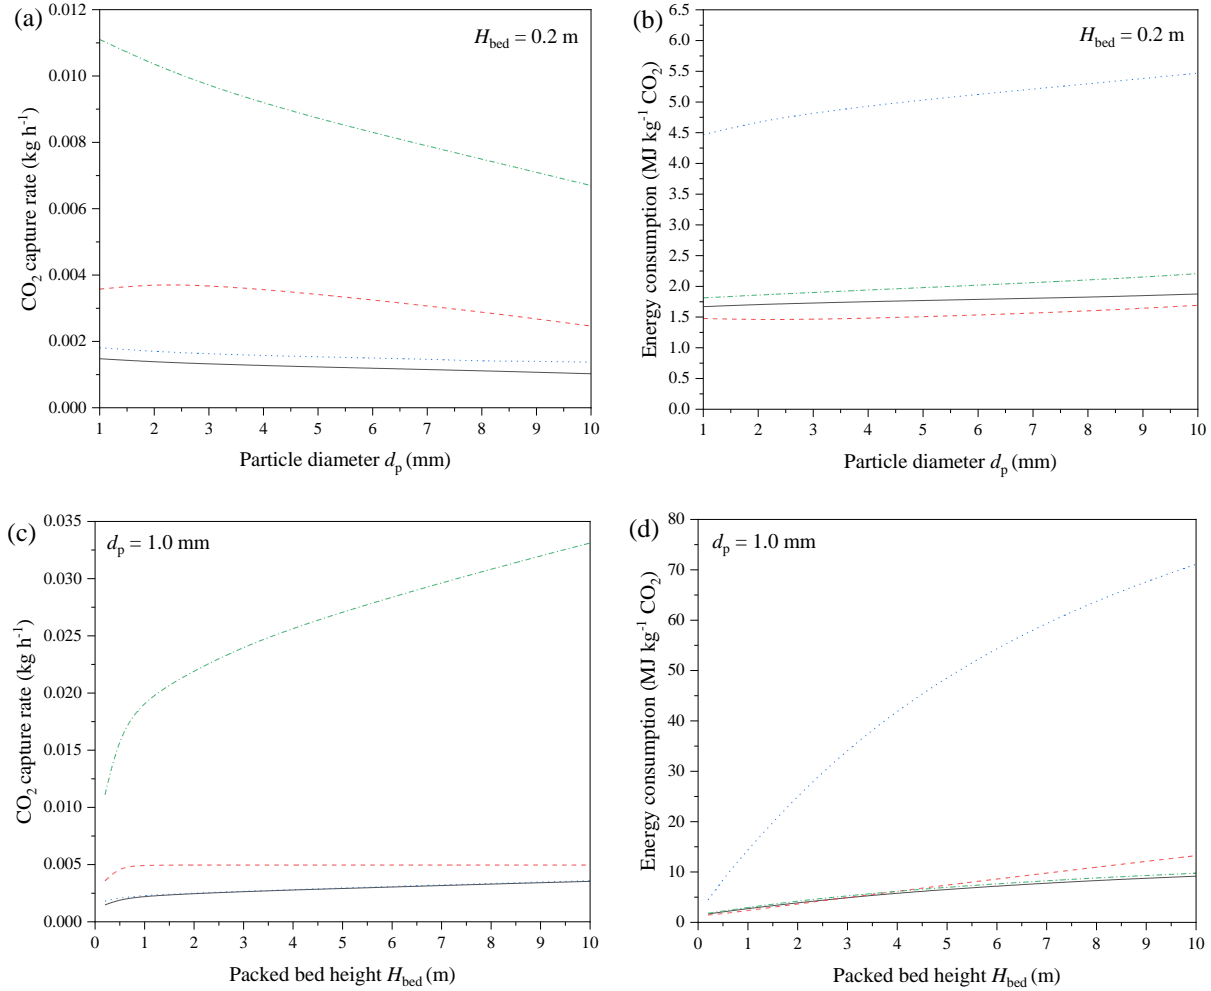 (a)
H_bed = 0.2 m
CO₂ capture rate (kg h⁻¹)
0.012
0.010
0.008
0.006
0.004
0.002
0.000
1 2 3 4 5 6 7 8 9 10
Particle diameter d_p (mm)
(b)
H_bed = 0.2 m
Energy consumption (MJ kg⁻¹ CO₂)
6.5
6.0
5.5
5.0
4.5
4.0
3.5
3.0
2.5
2.0
1.5
1.0
0.5
0.0
1 2 3 4 5 6 7 8 9 10
Particle diameter d_p (mm)
(c)
d_p = 1.0 mm
CO₂ capture rate (kg h⁻¹)
0.035
0.030
0.025
0.020
0.015
0.010
0.005
0.000
0 1 2 3 4 5 6 7 8 9 10
Packed bed height H_bed (m)
(d)
d_p = 1.0 mm
Energy consumption (MJ kg⁻¹ CO₂)
80
70
60
50
40
30
20
10
0
0 1 2 3 4 5 6 7 8 9 10
Packed bed height H_bed (m)